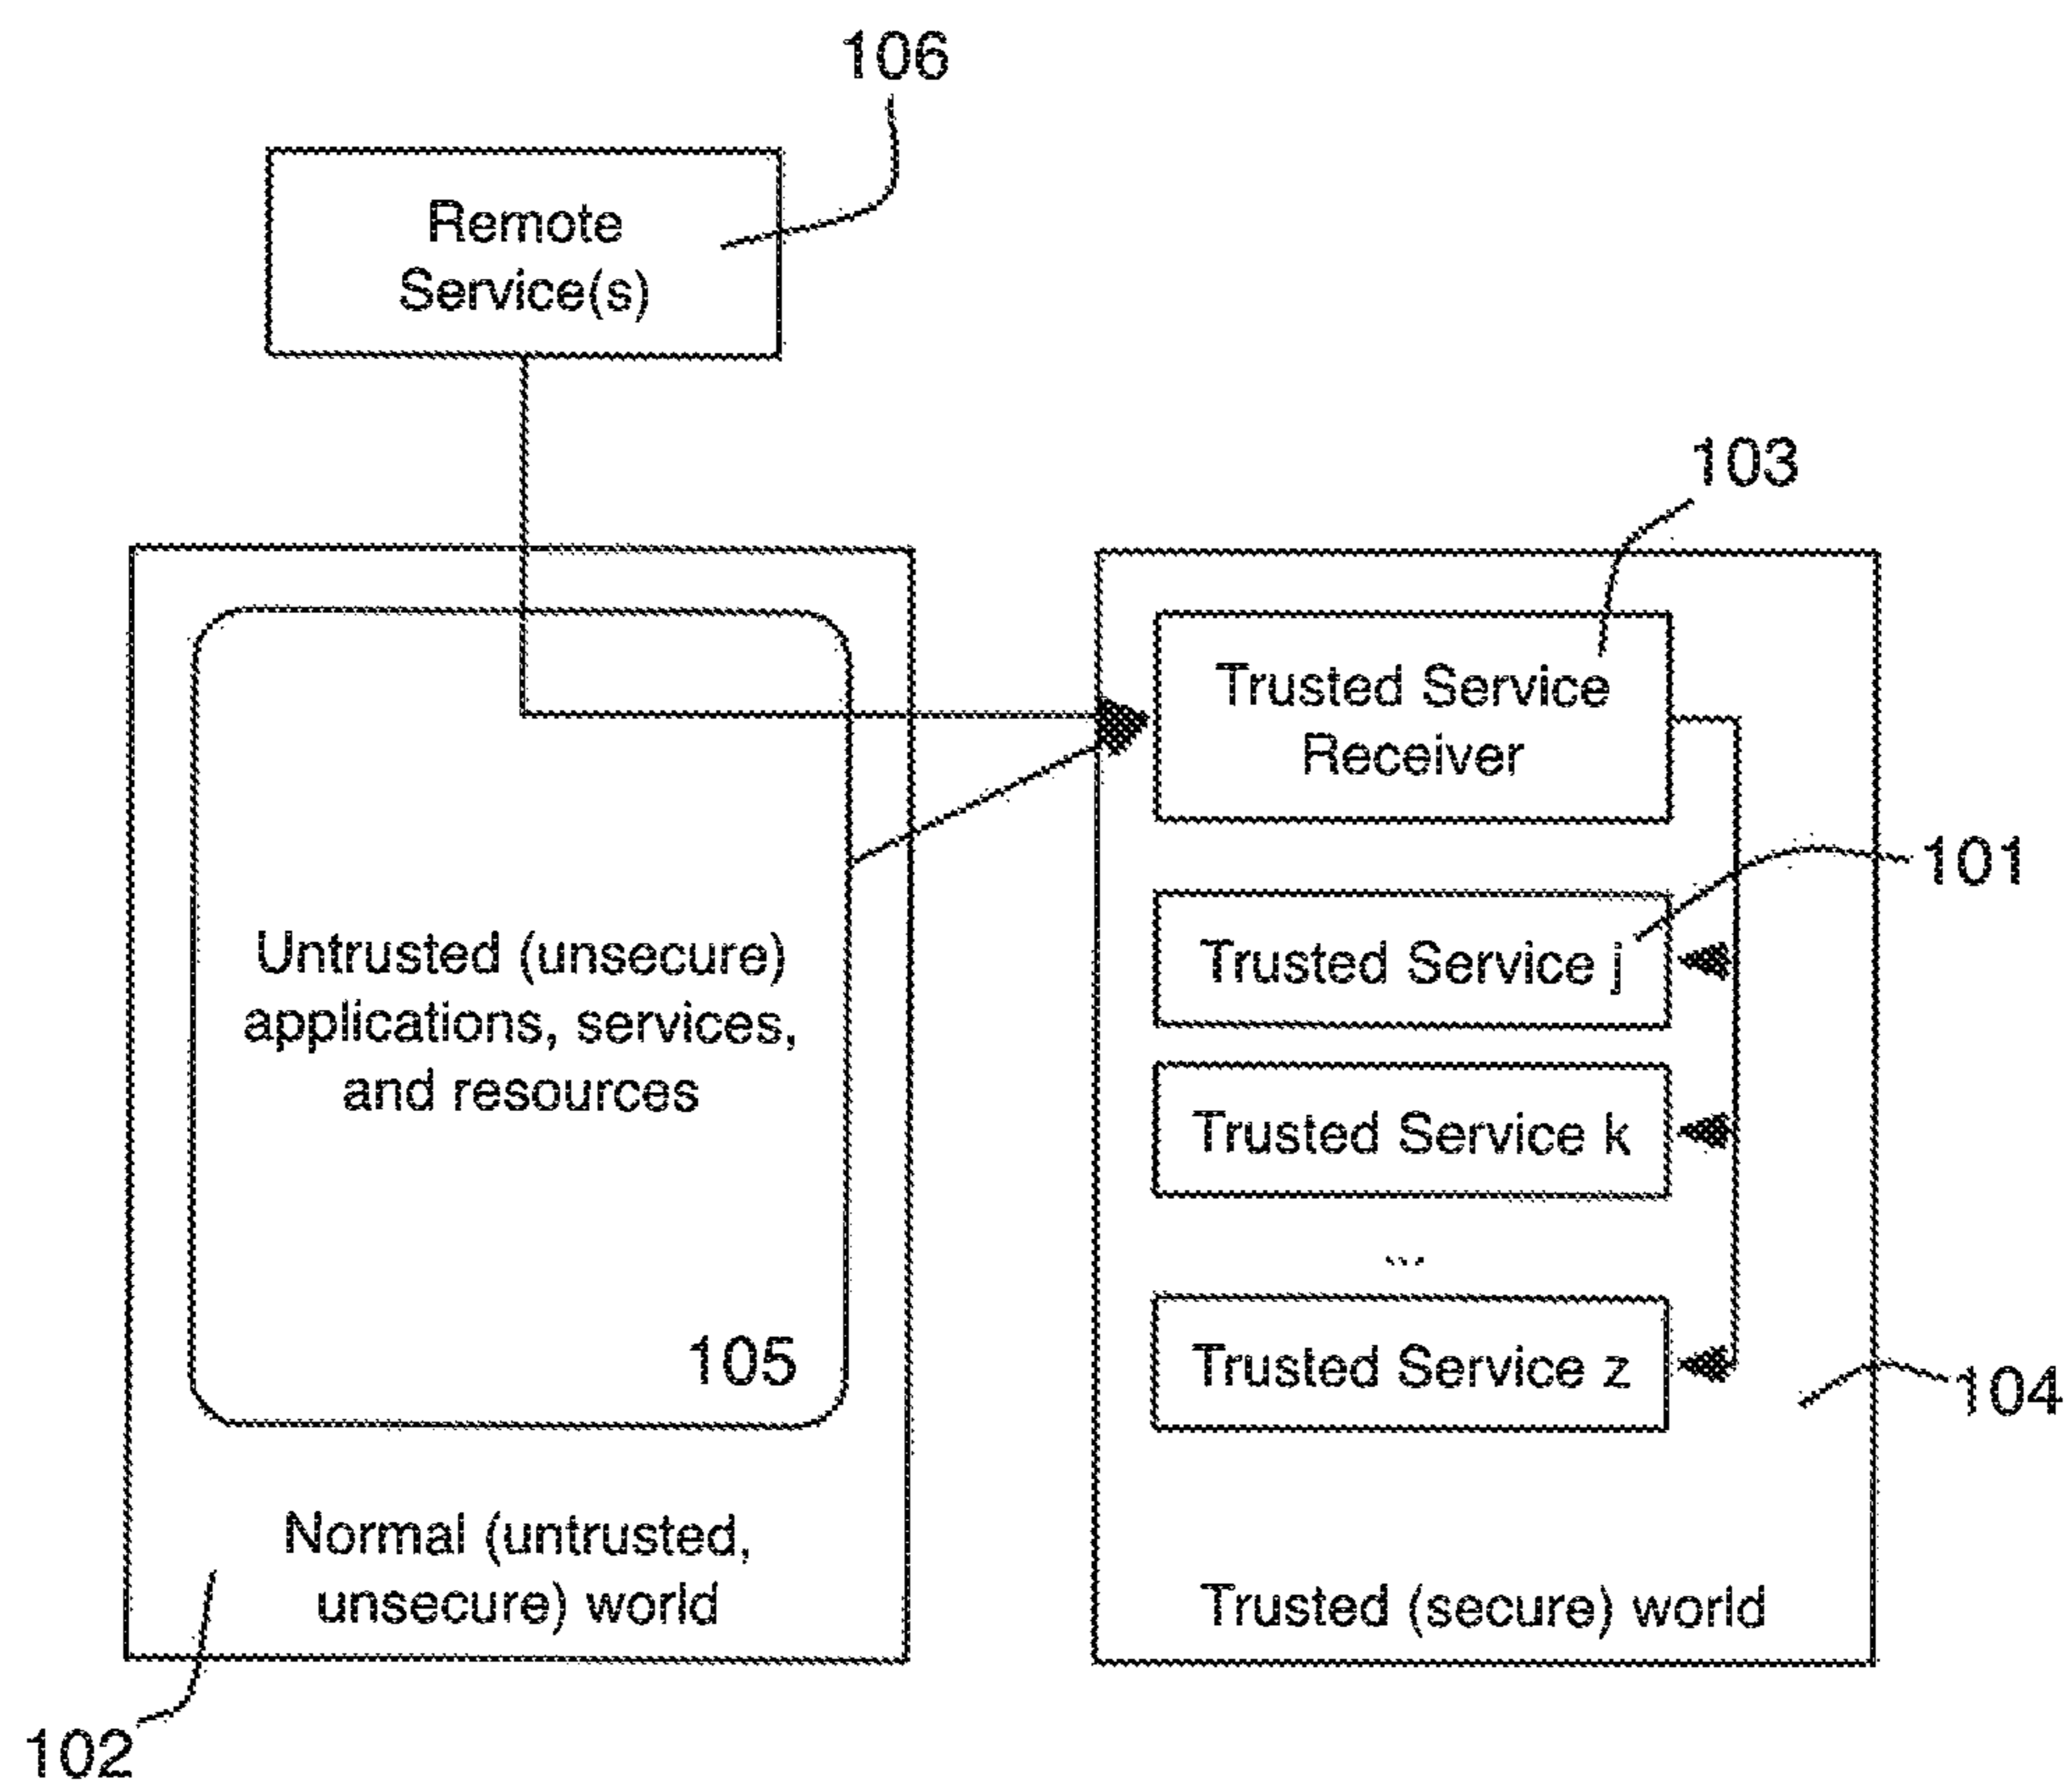 106
Remote
Service(s)
103
Trusted Service
Receiver
101
Trusted Service j
Untrusted (unsecure)
applications, services,
and resources
Trusted Service k
...
105
Trusted Service z
104
Normal (untrusted,
unsecure) world
Trusted (secure) world
102